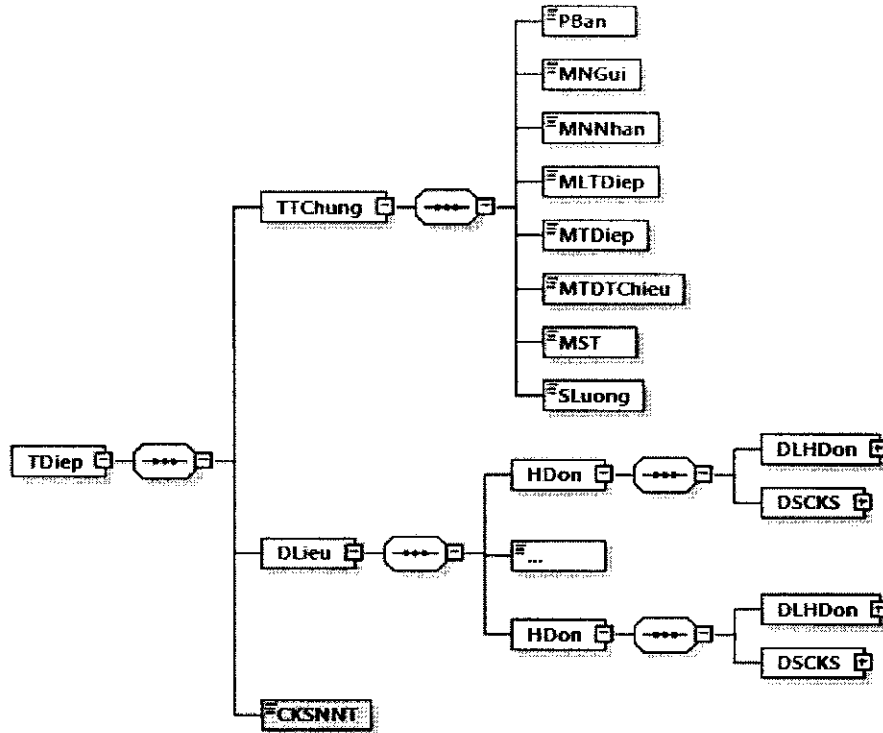 PBan
MNGui
MNNhan
MLTDiep
TTChung
MTDiep
MTDTChieu
MST
SLuong
TDiep
HDon
DLHDon
DSCKS
DLieu
...
HDon
DLHDon
DSCKS
CKSNNT